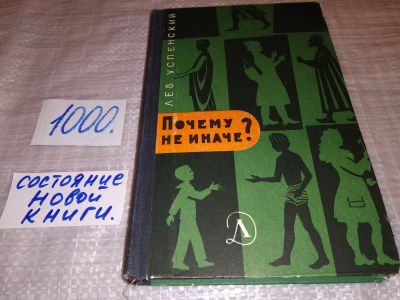 1000.
СОСТОЯНИЕ
НОВОЙ
КНИГИ.
ЛЕВ УСПЕНСКИЙ
ПОЧЕМУ
НЕ ИНАЧЕ?
Д